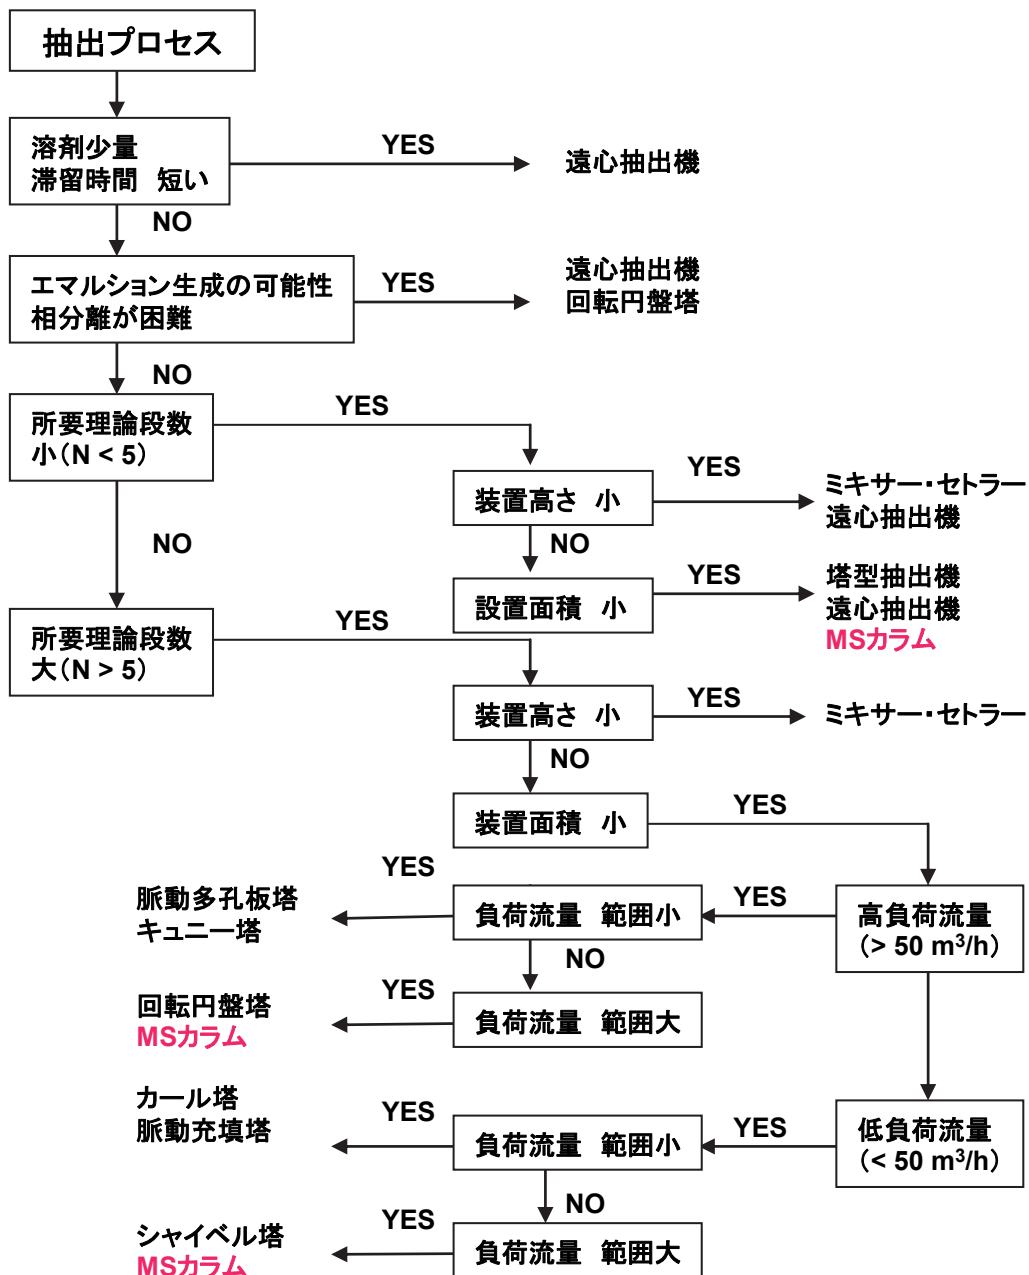 抽出プロセス
溶剤少量
滞留時間 短い
YES
遠心抽出機
NO
エマルション生成の可能性
相分離が困難
YES
遠心抽出機
回転円盤塔
NO
所要理論段数
小(N < 5)
YES
装置高さ 小
YES
ミキサー・セトラー
遠心抽出機
NO
NO
設置面積 小
YES
塔型抽出機
遠心抽出機
MSカラム
所要理論段数
大(N > 5)
YES
装置高さ 小
YES
ミキサー・セトラー
NO
装置面積 小
YES
高負荷流量
(> 50 m³/h)
YES
負荷流量 範囲小
YES
脈動多孔板塔
キュニー塔
NO
負荷流量 範囲大
YES
回転円盤塔
MSカラム
低負荷流量
(< 50 m³/h)
YES
負荷流量 範囲小
YES
カール塔
脈動充填塔
NO
負荷流量 範囲大
YES
シャイベル塔
MSカラム